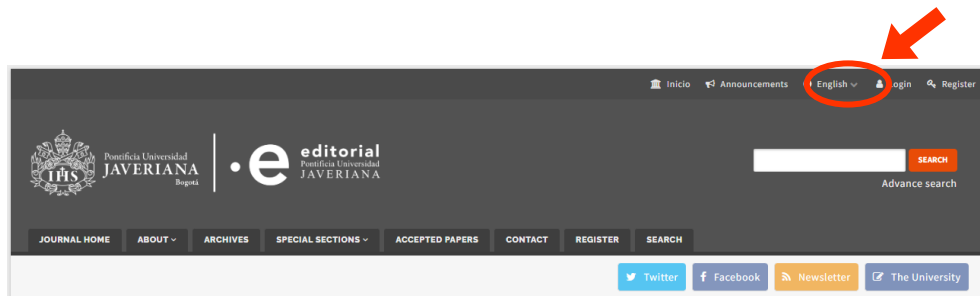 Inicio Announcements English Login Register
Pontificia Universidad
JAVERIANA
Bogotá
IHS
e editorial
Pontificia Universidad
JAVERIANA
SEARCH
Advance search
JOURNAL HOME ABOUT ARCHIVES SPECIAL SECTIONS ACCEPTED PAPERS CONTACT REGISTER SEARCH
Twitter Facebook Newsletter The University